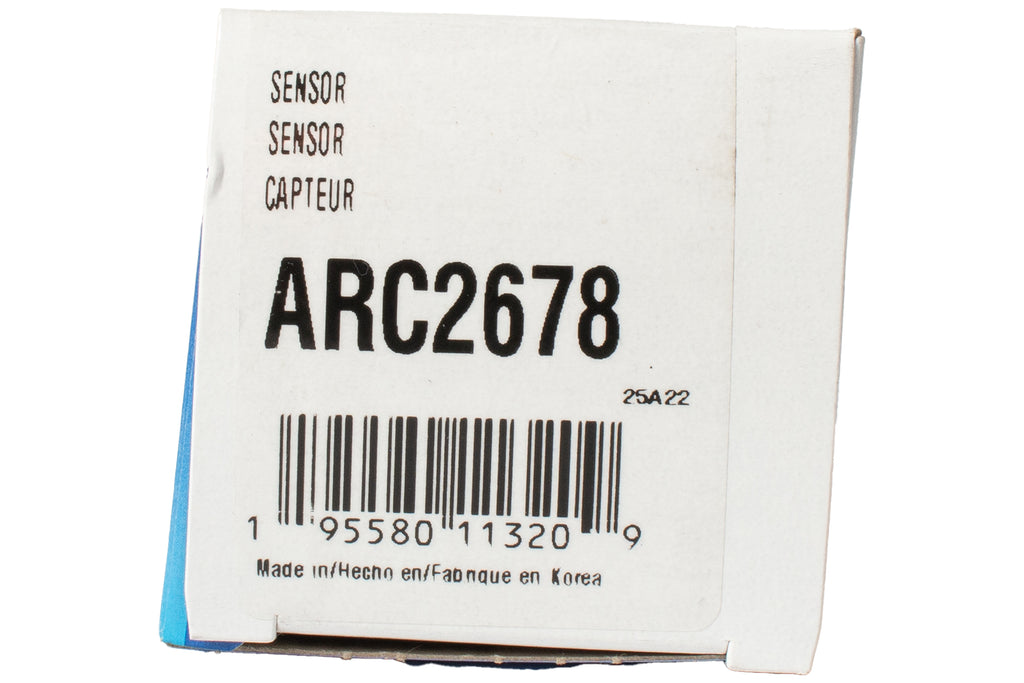 SENSOR
SENSOR
CAPTEUR
ARC2678
25A22
1 95580 11320 9
Made in/Hecho en/Fabrique en Korea